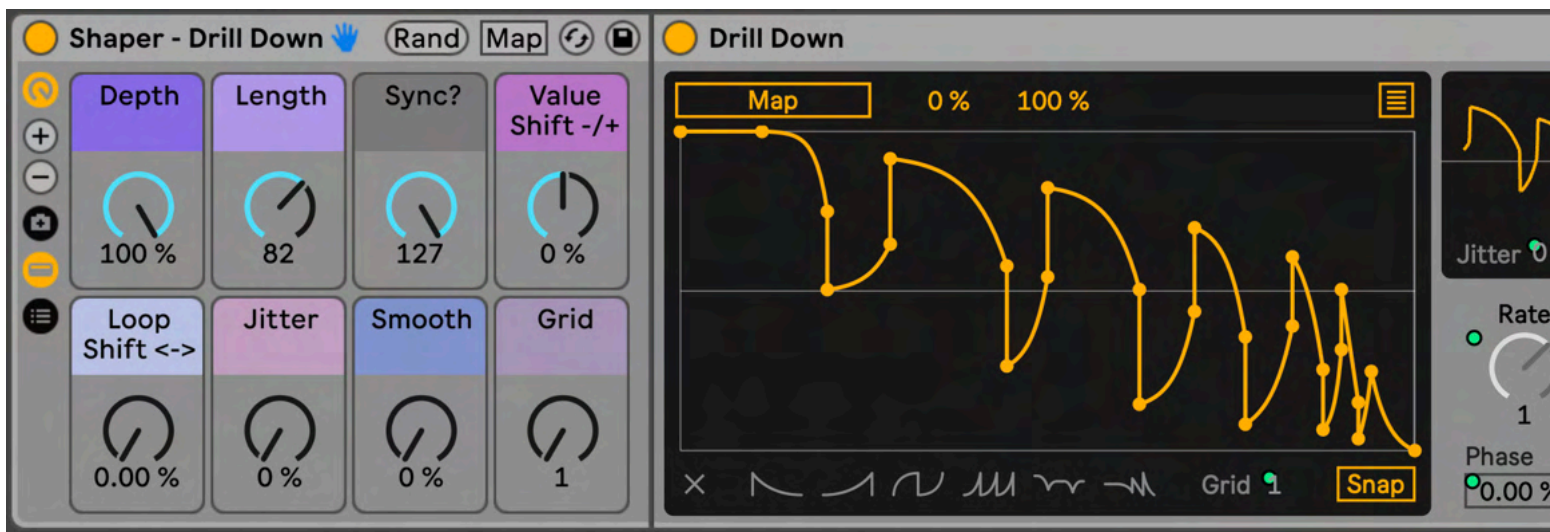 Shaper - Drill Down
Rand
Map
Drill Down
Depth
100 %
Length
82
Sync?
127
Value
Shift -/+
0 %
Loop
Shift <->
0.00 %
Jitter
0 %
Smooth
0 %
Grid
1
Map
0 %
100 %
Grid 1
Snap
Jitter 0
Rate
1
Phase
0.00 %